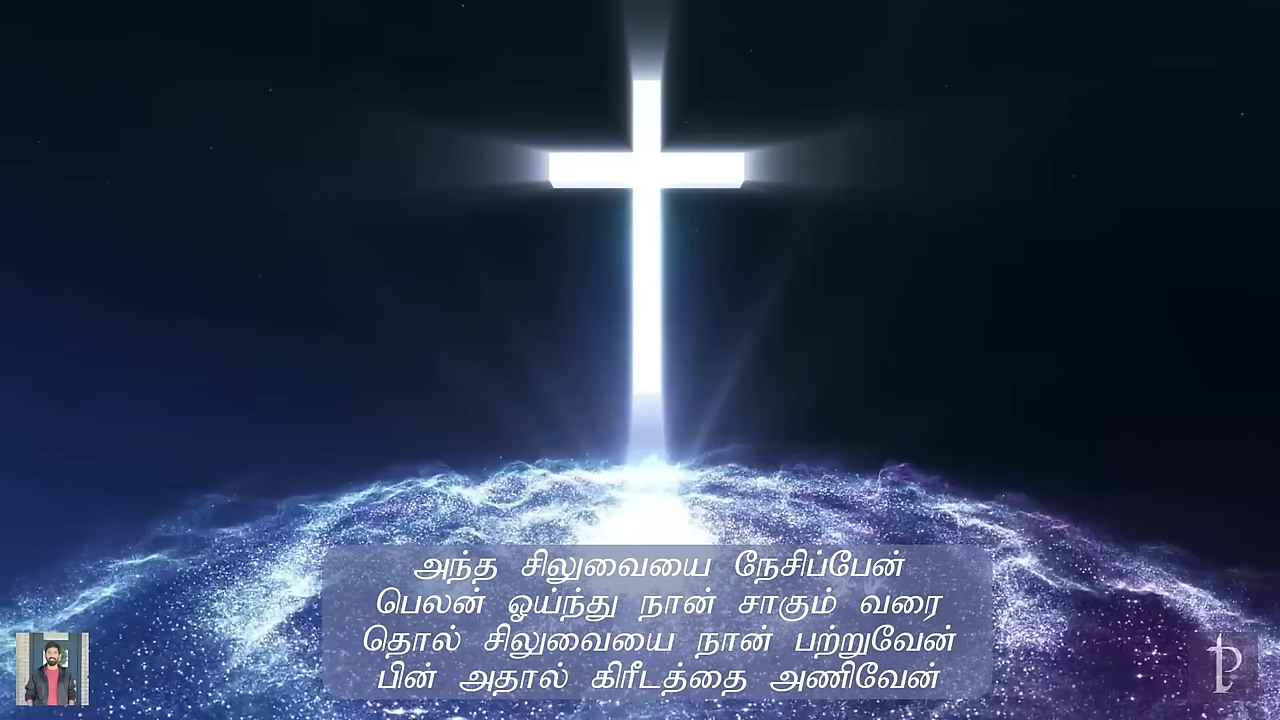 அந்த சிலுவையை நேசிப்பேன்
பெலன் ஓய்ந்து நான் சாகும் வரை
தொல் சிலுவையை நான் பற்றுவேன்
பின் அதால் கிரீடத்தை அணிவேன்